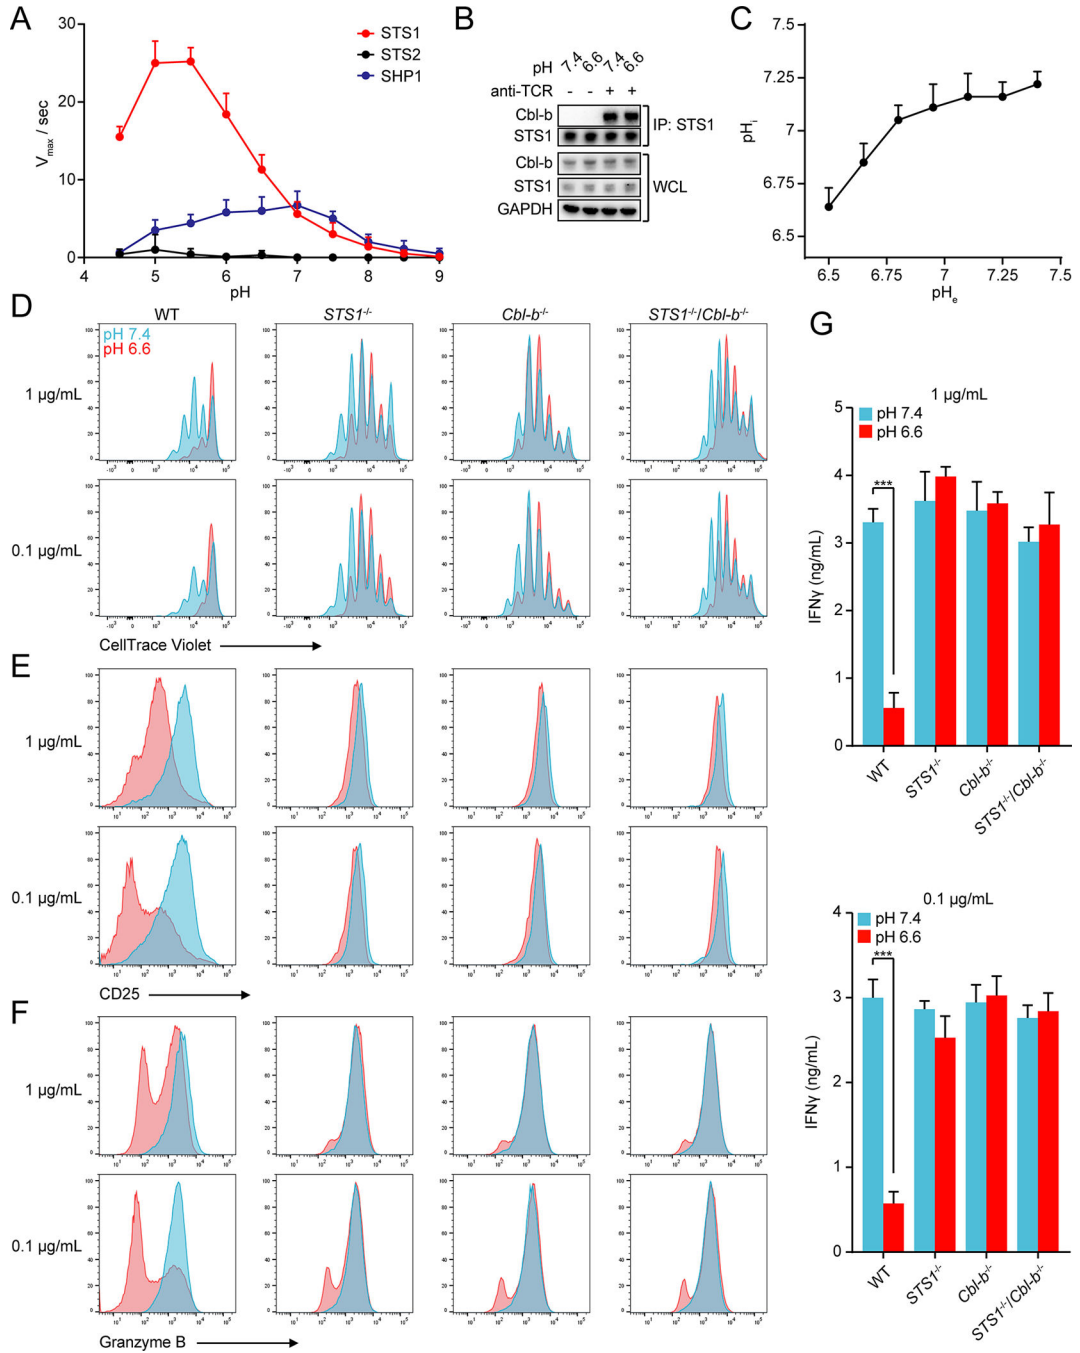 A
30
20
10
0
V max / sec
4 5 6 7 8 9
pH
STS1
STS2
SHP1
B
pH 7.4 6.6 7.4 6.6
anti-TCR - - + +
Cbl-b
STS1
IP: STS1
Cbl-b
STS1
GAPDH
WCL
C
7.5
7.25
7
6.75
6.5
pHi
6.5 6.75 7 7.25 7.5
pHe
D
WT STS1-/- Cbl-b-/- STS1-/-/Cbl-b-/-
pH 7.4
pH 6.6
1 µg/mL
0.1 µg/mL
CellTrace Violet
E
1 µg/mL
0.1 µg/mL
CD25
F
1 µg/mL
0.1 µg/mL
Granzyme B
G
1 µg/mL
pH 7.4
pH 6.6
***
5
4
3
2
1
0
IFNγ (ng/mL)
WT STS1-/- Cbl-b-/- STS1-/-/Cbl-b-/-
0.1 µg/mL
pH 7.4
pH 6.6
***
4
3
2
1
0
IFNγ (ng/mL)
WT STS1-/- Cbl-b-/- STS1-/-/Cbl-b-/-